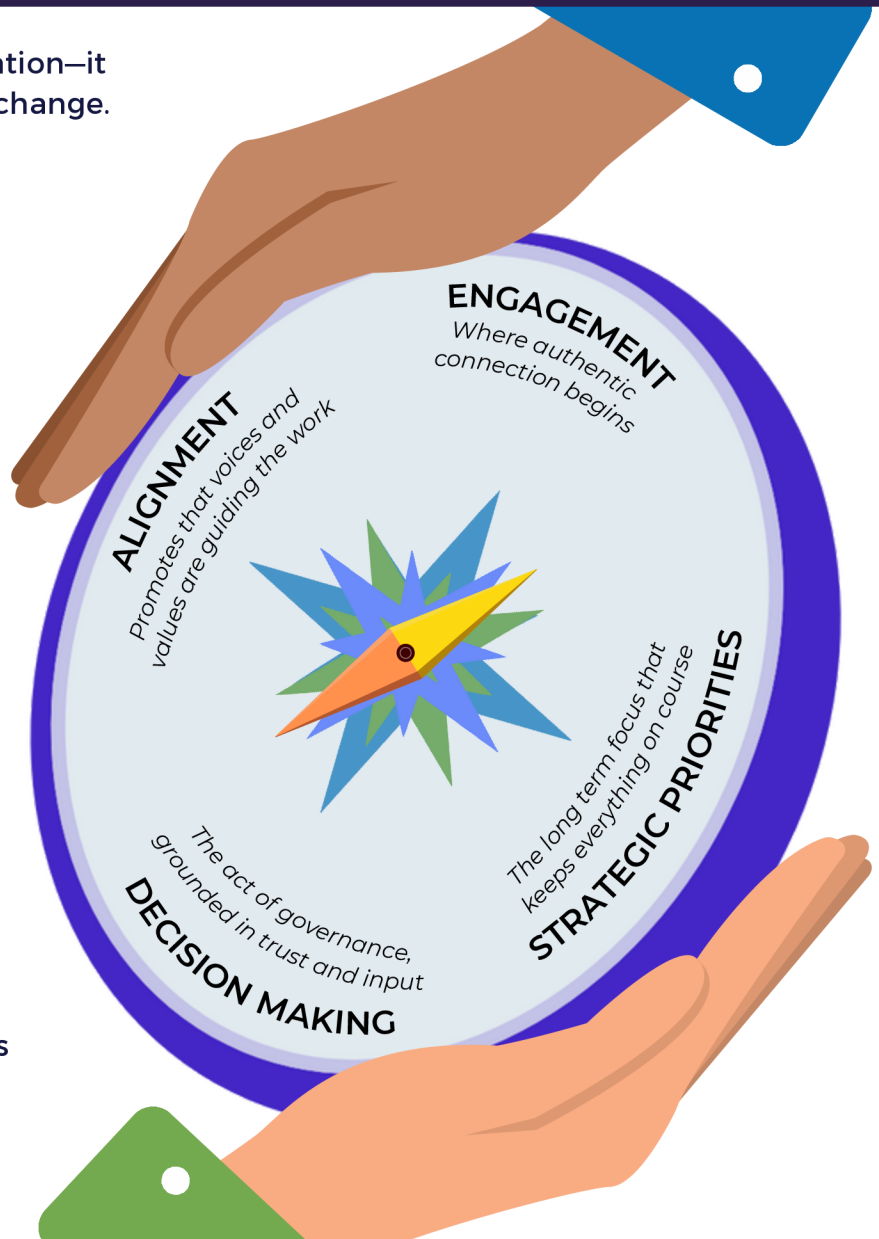 ation—it
change.
ENGAGEMENT
Where authentic
connection begins
ALIGNMENT
Promotes that voices and
values are guiding the work
The long term focus that
keeps everything on course
STRATEGIC PRIORITIES
The act of governance,
grounded in trust and input
DECISION MAKING
s